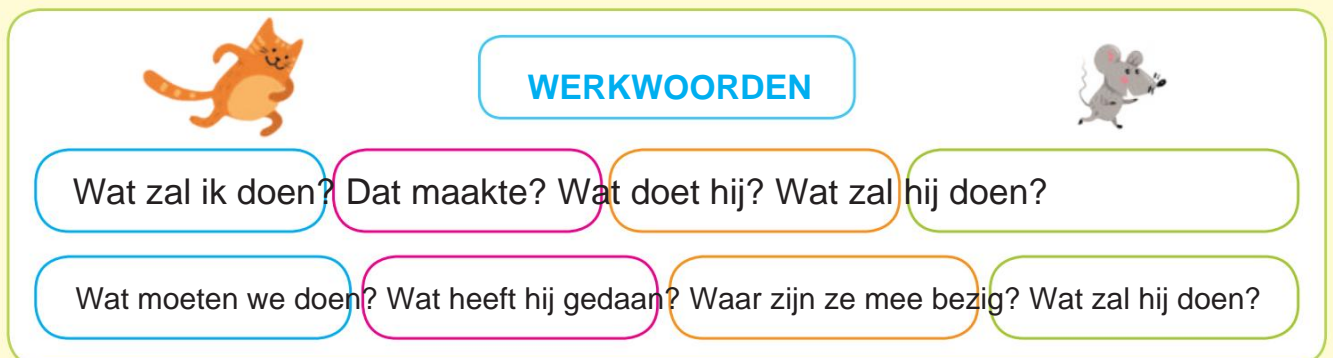 WERKWOORDEN
Wat zal ik doen? Dat maakte? Wat doet hij? Wat zal hij doen?
Wat moeten we doen? Wat heeft hij gedaan? Waar zijn ze mee bezig? Wat zal hij doen?